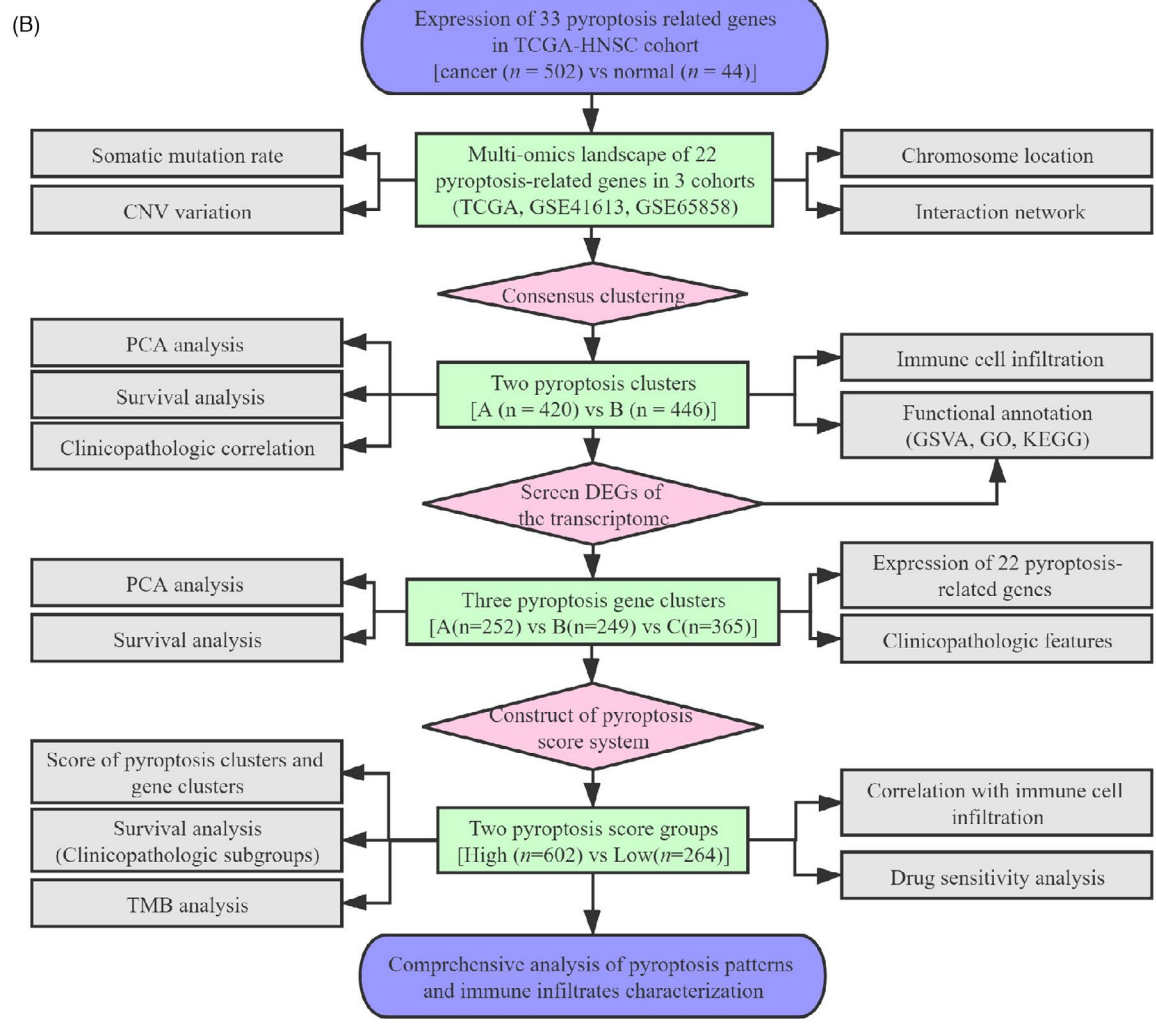 (B)
Expression of 33 pyroptosis related genes
in TCGA-HNSC cohort
[cancer (n = 502) vs normal (n = 44)]
Somatic mutation rate
CNV variation
Multi-omics landscape of 22
pyroptosis-related genes in 3 cohorts
(TCGA, GSE41613, GSE65858)
Chromosome location
Interaction network
Consensus clustering
PCA analysis
Survival analysis
Clinicopathologic correlation
Two pyroptosis clusters
[A (n = 420) vs B (n = 446)]
Immune cell infiltration
Functional annotation
(GSVA, GO, KEGG)
Screen DEGs of
the transcriptome
PCA analysis
Survival analysis
Three pyroptosis gene clusters
[A(n=252) vs B(n=249) vs C(n=365)]
Expression of 22 pyroptosis-
related genes
Clinicopathologic features
Construct of pyroptosis
score system
Score of pyroptosis clusters and
gene clusters
Survival analysis
(Clinicopathologic subgroups)
TMB analysis
Two pyroptosis score groups
[High (n=602) vs Low(n=264)]
Correlation with immune cell
infiltration
Drug sensitivity analysis
Comprehensive analysis of pyroptosis patterns
and immune infiltrates characterization